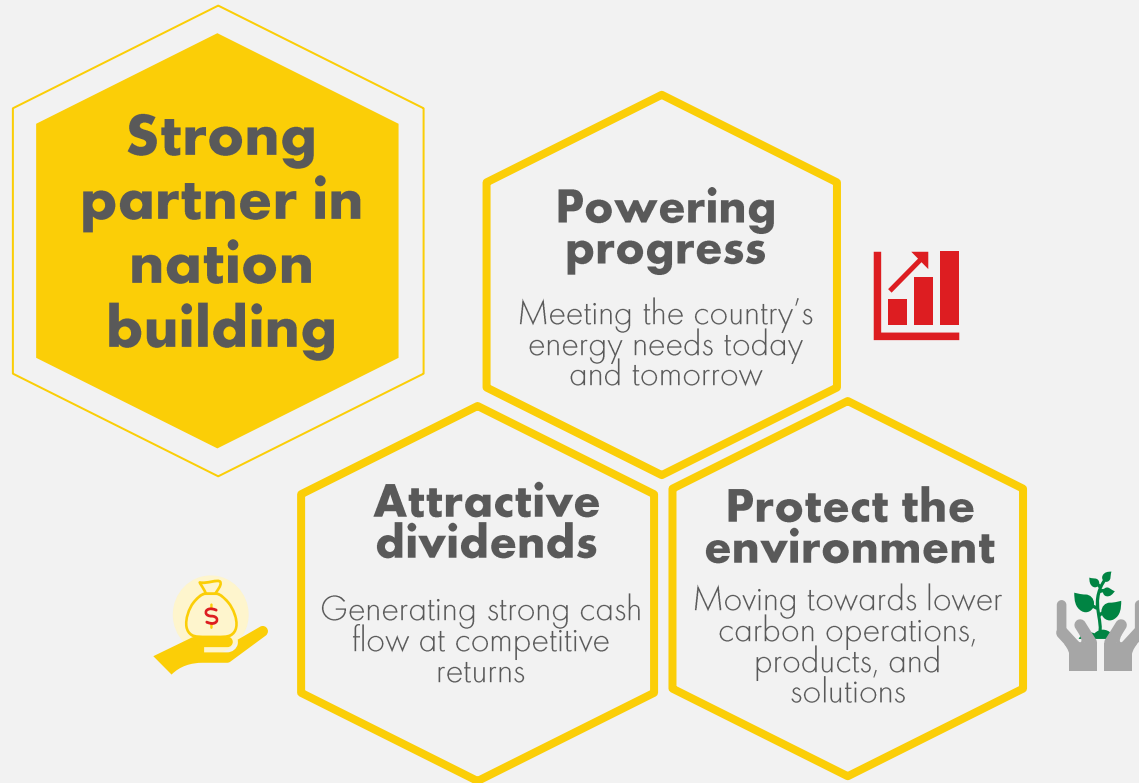 Strong
partner in
nation
building
Powering
progress
Meeting the country’s
energy needs today
and tomorrow
Attractive
dividends
Generating strong cash
flow at competitive
returns
$
Protect the
environment
Moving towards lower
carbon operations,
products, and
solutions